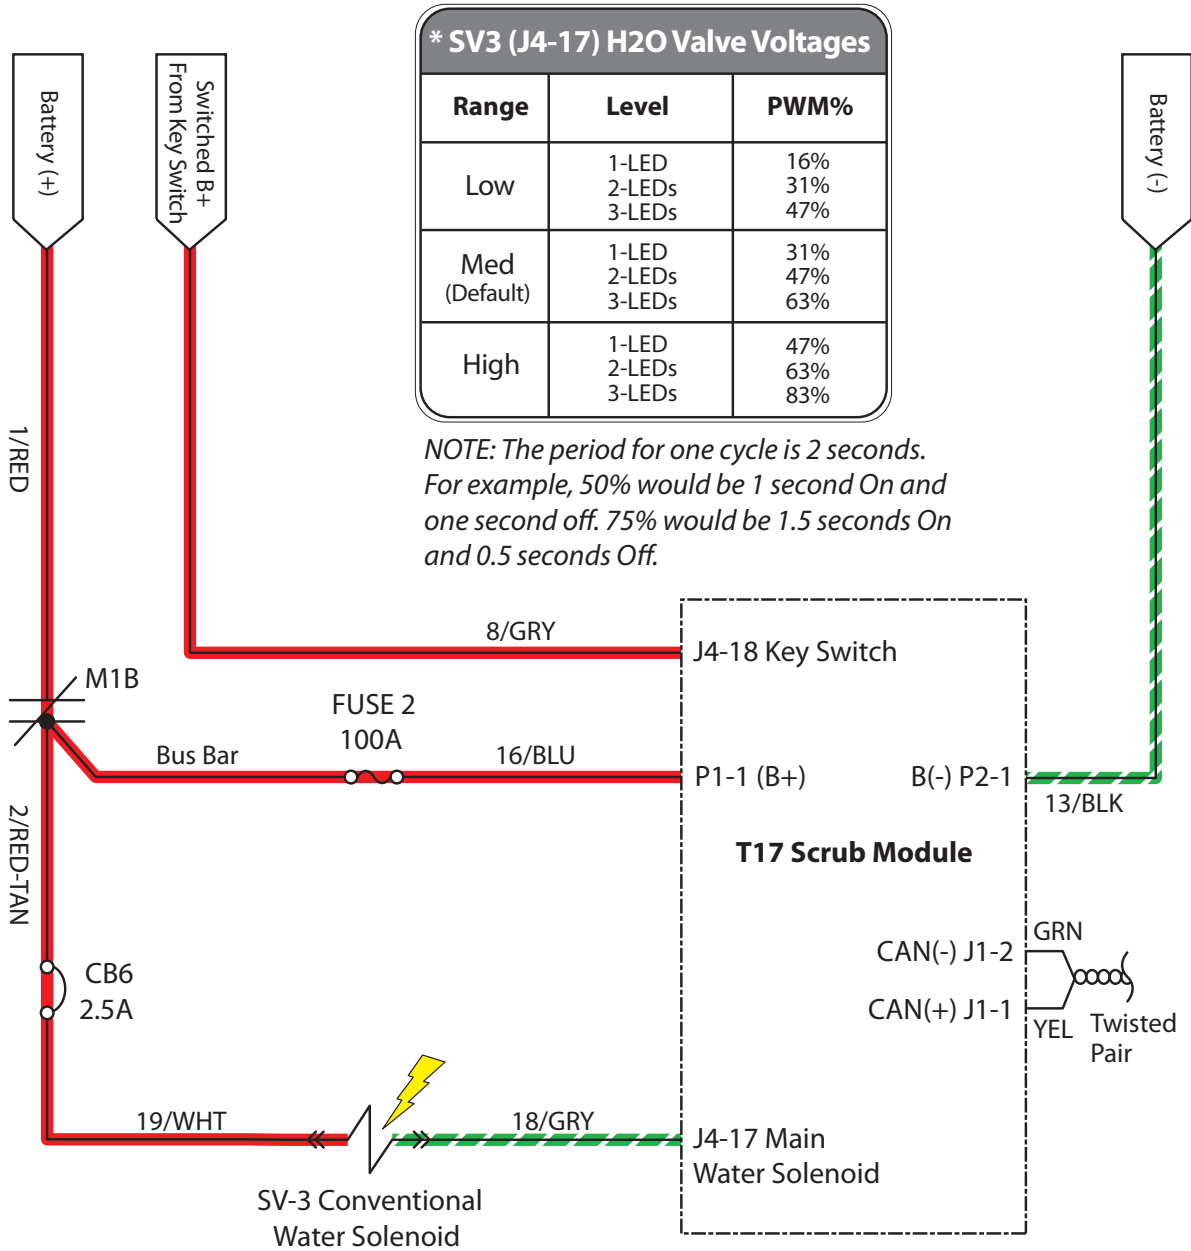 * SV3 (J4-17) H2O Valve Voltages
Range Level PWM%
Low
1-LED 16%
2-LEDs 31%
3-LEDs 47%
Med
(Default)
1-LED 31%
2-LEDs 47%
3-LEDs 63%
High
1-LED 47%
2-LEDs 63%
3-LEDs 83%
NOTE: The period for one cycle is 2 seconds.
For example, 50% would be 1 second On and
one second off. 75% would be 1.5 seconds On
and 0.5 seconds Off.
Battery (+)
Switched B+
From Key Switch
Battery (-)
1/RED
8/GRY
J4-18 Key Switch
M1B
FUSE 2
100A
Bus Bar
16/BLU
P1-1 (B+)
B(-) P2-1
13/BLK
2/RED-TAN
T17 Scrub Module
CB6
2.5A
CAN(-) J1-2
GRN
CAN(+) J1-1
YEL
Twisted
Pair
19/WHT
18/GRY
J4-17 Main
Water Solenoid
SV-3 Conventional
Water Solenoid